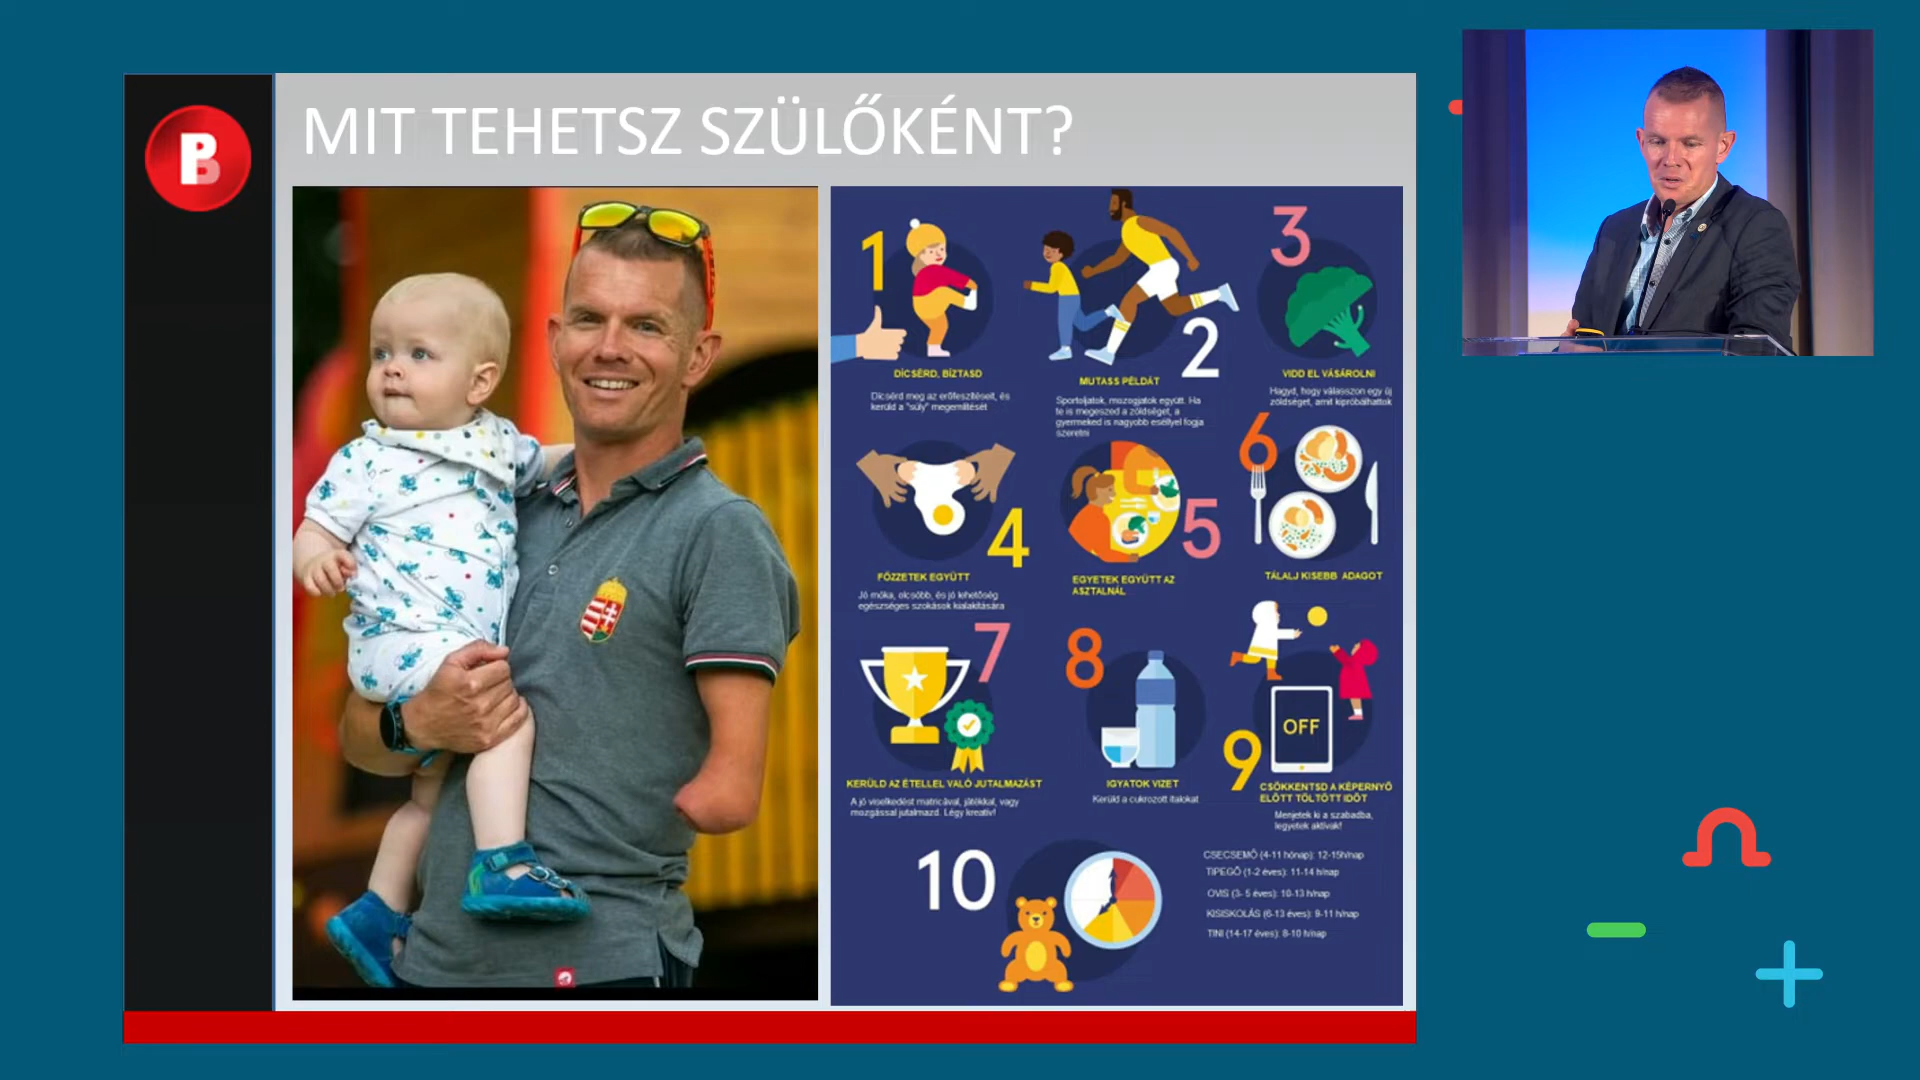 PB
MIT TEHETSZ SZÜLŐKÉNT?
1
DÍCSÉRD, BÍZTASD
Dícsérd meg az erőfeszítéseit, és
kerüld a "súly" megemlítését
2
MUTASS PÉLDÁT
Sportoljatok, mozogjatok együtt. Ha
te is megeszed a zöldséget, a
gyermeked is nagyobb eséllyel fogja
szeretni
3
VIDD EL VÁSÁROLNI
Hagyd, hogy válasszon egy új
zöldséget, amit kipróbálhattok
4
FŐZZETEK EGYÜTT
Jó móka, olcsóbb, és jó lehetőség
egészséges szokások kialakítására
5
EGYETEK EGYÜTT AZ
ASZTALNÁL
6
TÁLALJ KISEBB ADAGOT
7
KERÜLD AZ ÉTELLEL VALÓ JUTALMAZÁST
A jó viselkedést matricával, játékkal, vagy
mozgással jutalmazd. Légy kreatív!
8
IGYATOK VIZET
Kerüld a cukrozott italokat
9
OFF
CSÖKKENTSD A KÉPERNYŐ
ELŐTT TÖLTÖTT IDŐT
Menjetek ki a szabadba,
legyetek aktívak!
10
CSECSEMŐ (4-11 hónap): 12-15h/nap
TIPEGŐ (1-2 éves): 11-14 h/nap
OVIS (3- 5 éves): 10-13 h/nap
KISISKOLÁS (6-13 éves): 9-11 h/nap
TINI (14-17 éves): 8-10 h/nap